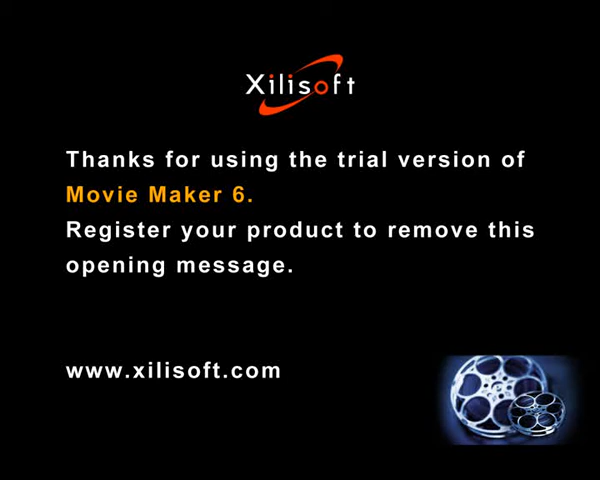 Xilisoft
Thanks for using the trial version of
Movie Maker 6.
Register your product to remove this
opening message.
www.xilisoft.com